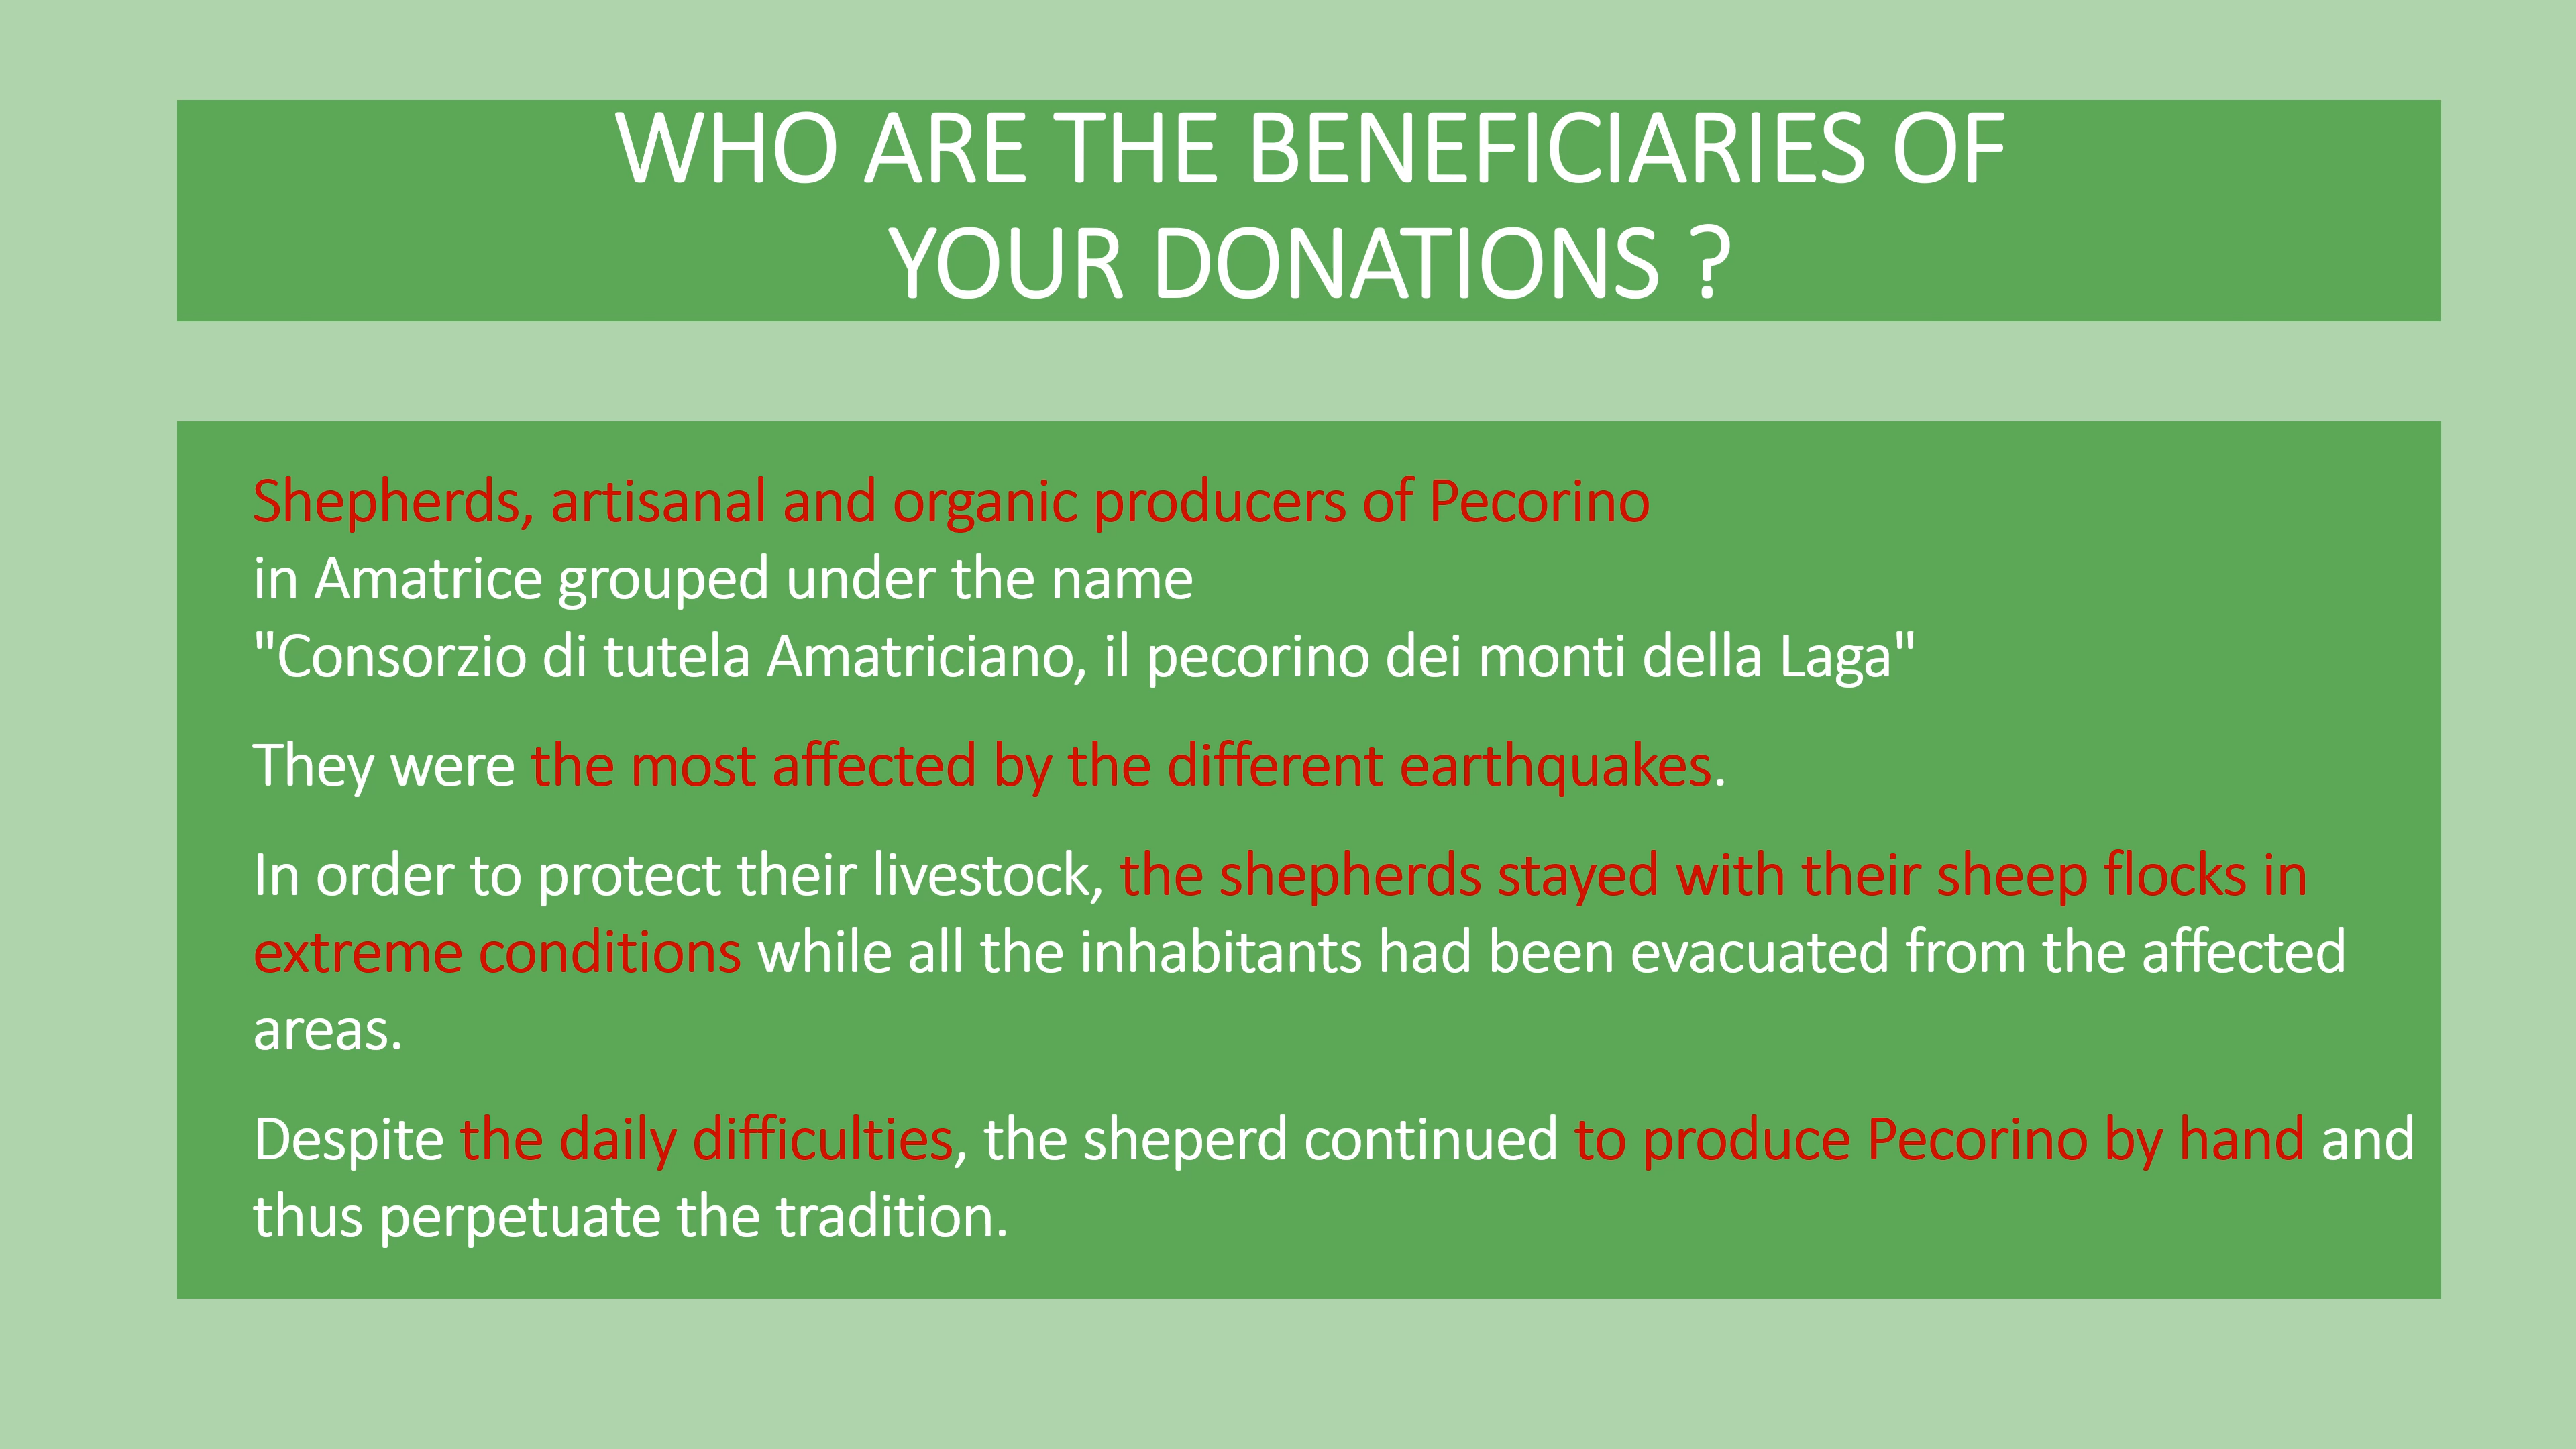 WHO ARE THE BENEFICIARIES OF
YOUR DONATIONS ?
Shepherds, artisanal and organic producers of Pecorino
in Amatrice grouped under the name
"Consorzio di tutela Amatriciano, il pecorino dei monti della Laga"
They were the most affected by the different earthquakes.
In order to protect their livestock, the shepherds stayed with their sheep flocks in
extreme conditions while all the inhabitants had been evacuated from the affected
areas.
Despite the daily difficulties, the sheperd continued to produce Pecorino by hand and
thus perpetuate the tradition.